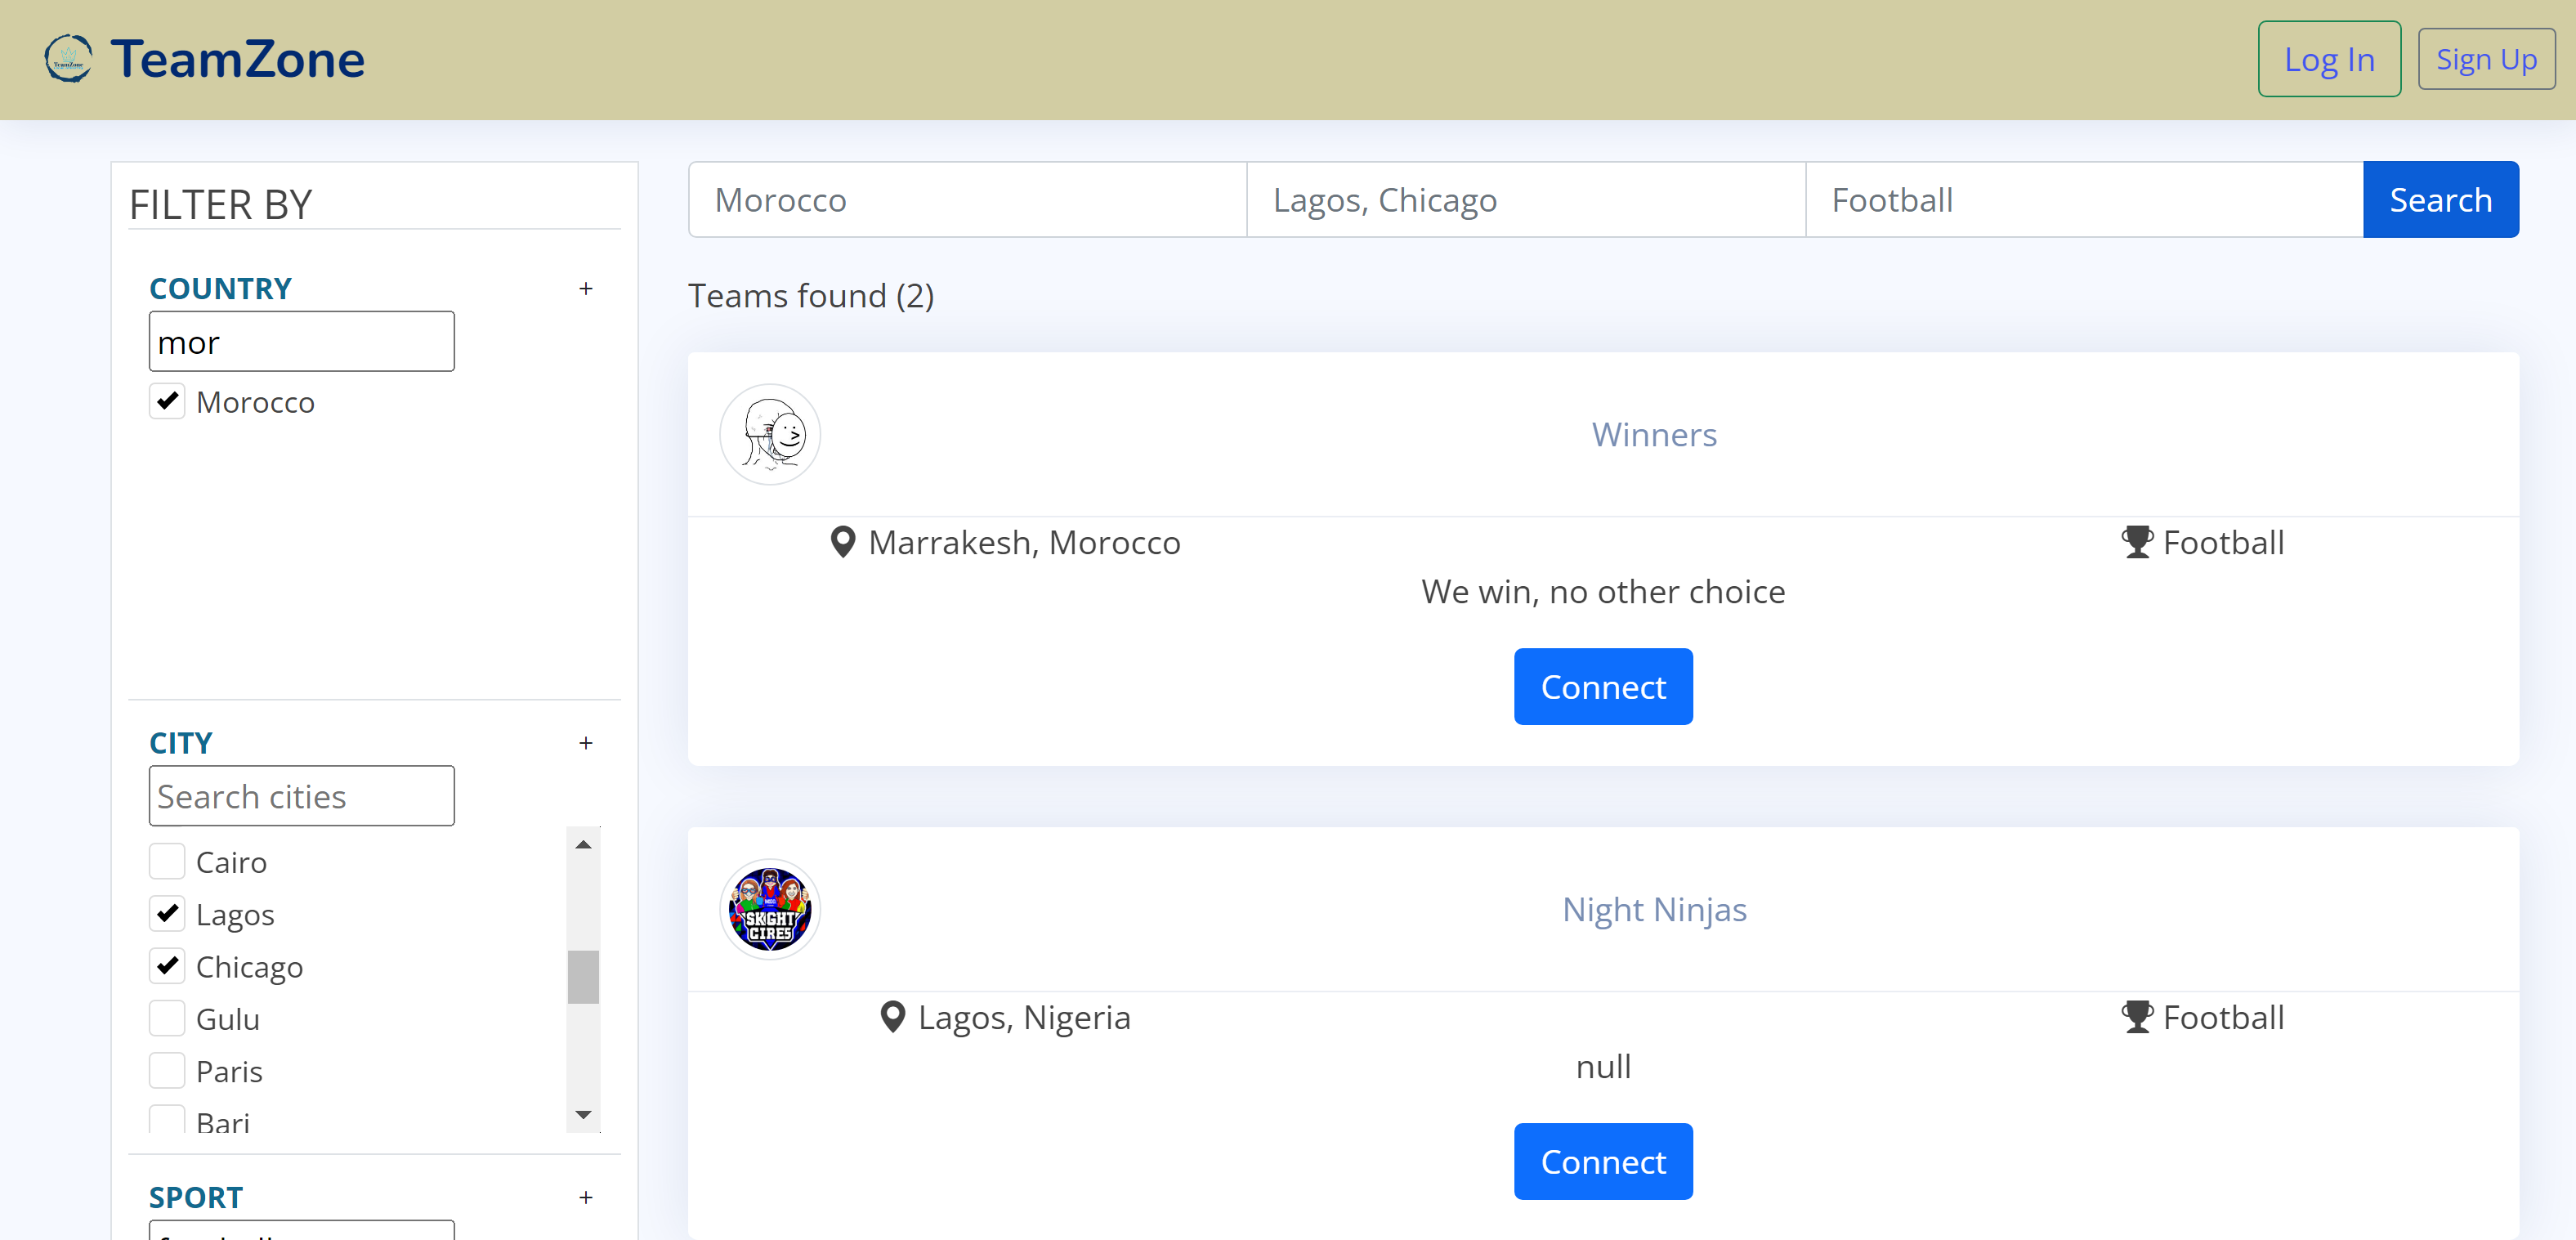 TeamZone
Log In
Sign Up
FILTER BY
COUNTRY +
mor
Morocco
CITY +
Search cities
Cairo
Lagos
Chicago
Gulu
Paris
Bari
SPORT +
Morocco
Lagos, Chicago
Football
Search
Teams found (2)
Winners
Marrakesh, Morocco
Football
We win, no other choice
Connect
SKGHT
CIRES
Night Ninjas
Lagos, Nigeria
Football
null
Connect